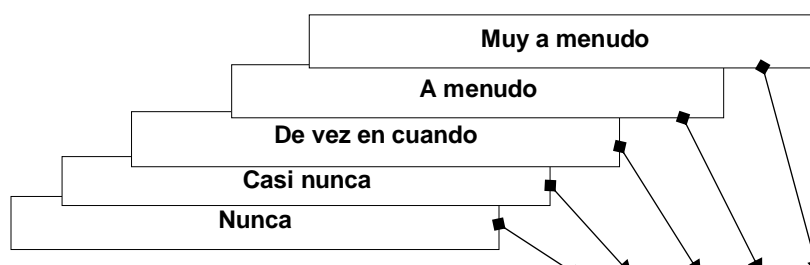 Muy a menudo
A menudo
De vez en cuando
Casi nunca
Nunca